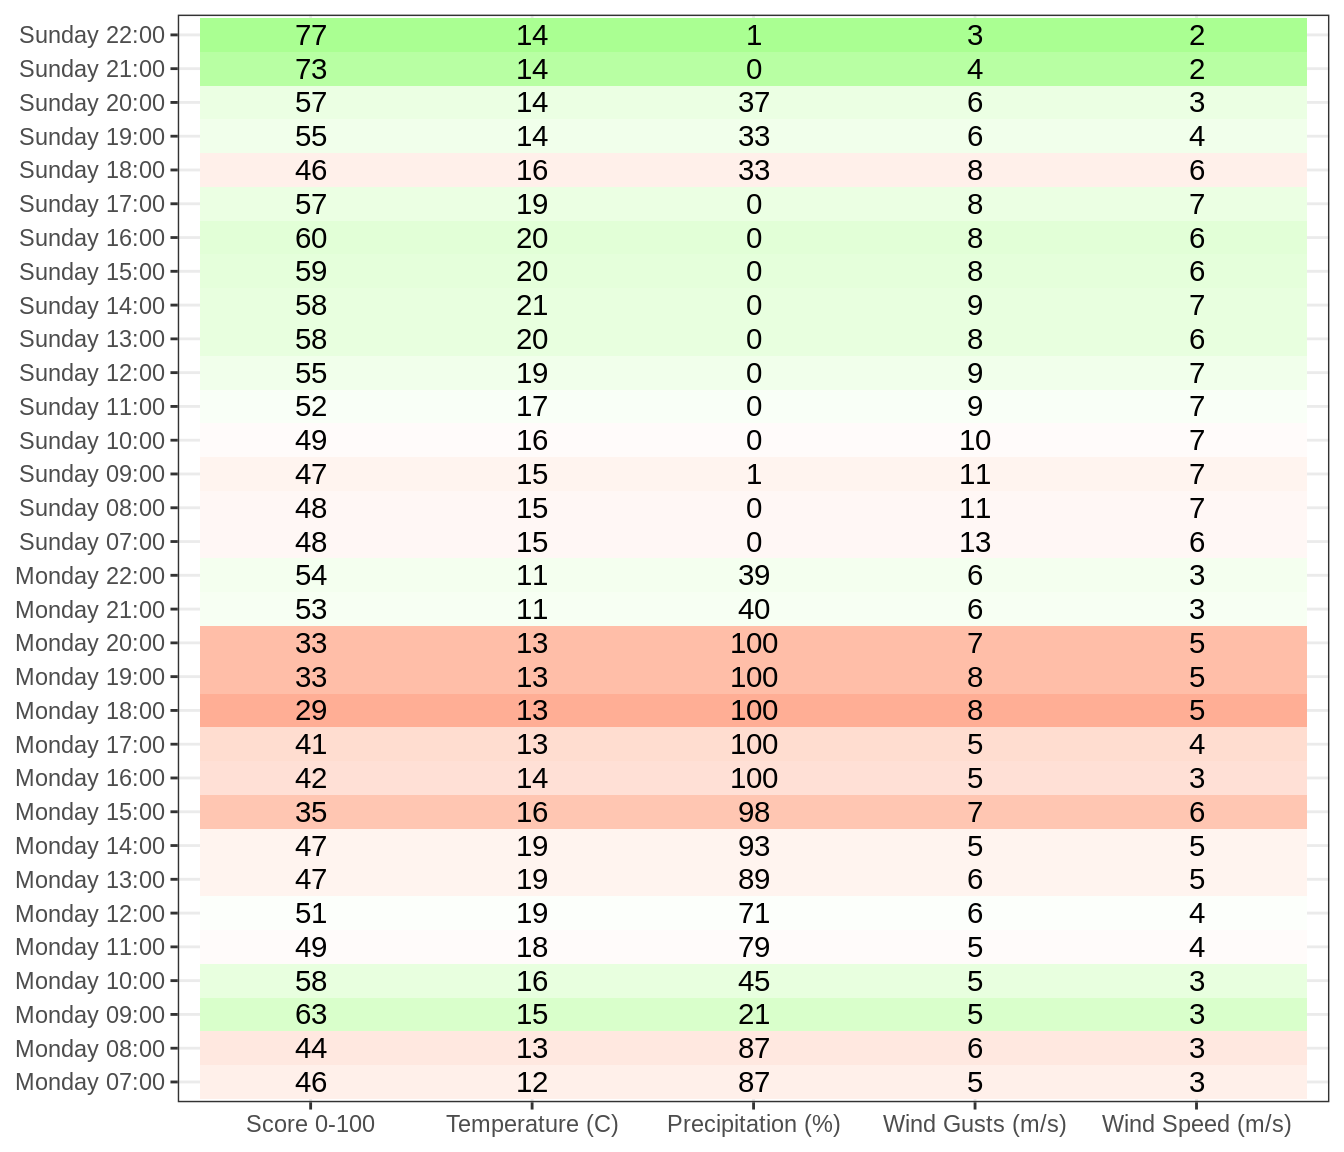 Sunday 22:00 77 14 1 3 2
Sunday 21:00 73 14 0 4 2
Sunday 20:00 57 14 37 6 3
Sunday 19:00 55 14 33 6 4
Sunday 18:00 46 16 33 8 6
Sunday 17:00 57 19 0 8 7
Sunday 16:00 60 20 0 8 6
Sunday 15:00 59 20 0 8 6
Sunday 14:00 58 21 0 9 7
Sunday 13:00 58 20 0 8 6
Sunday 12:00 55 19 0 9 7
Sunday 11:00 52 17 0 9 7
Sunday 10:00 49 16 0 10 7
Sunday 09:00 47 15 1 11 7
Sunday 08:00 48 15 0 11 7
Sunday 07:00 48 15 0 13 6
Monday 22:00 54 11 39 6 3
Monday 21:00 53 11 40 6 3
Monday 20:00 33 13 100 7 5
Monday 19:00 33 13 100 8 5
Monday 18:00 29 13 100 8 5
Monday 17:00 41 13 100 5 4
Monday 16:00 42 14 100 5 3
Monday 15:00 35 16 98 7 6
Monday 14:00 47 19 93 5 5
Monday 13:00 47 19 89 6 5
Monday 12:00 51 19 71 6 4
Monday 11:00 49 18 79 5 4
Monday 10:00 58 16 45 5 3
Monday 09:00 63 15 21 5 3
Monday 08:00 44 13 87 6 3
Monday 07:00 46 12 87 5 3
Score 0-100 Temperature (C) Precipitation (%) Wind Gusts (m/s) Wind Speed (m/s)